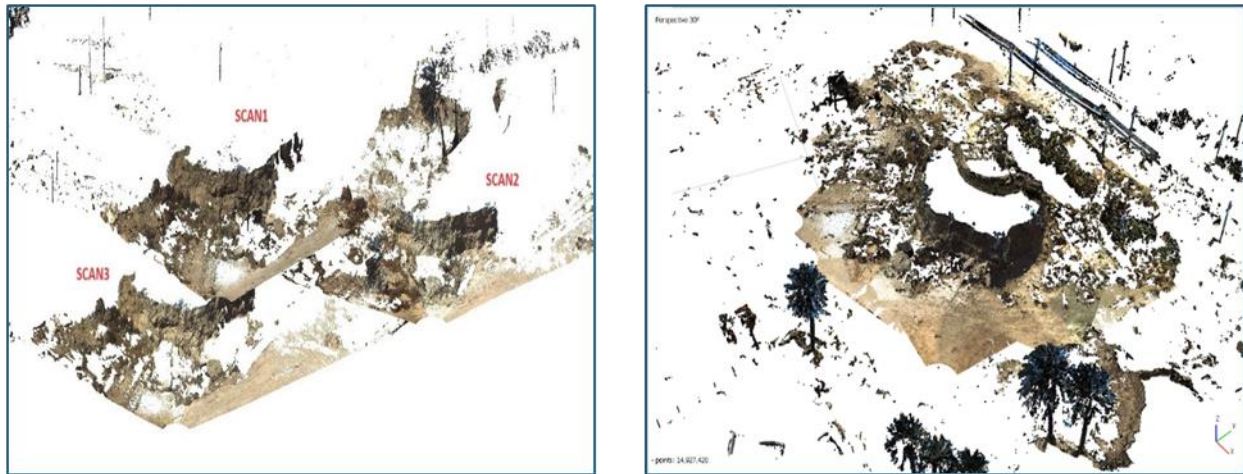 SCAN1
SCAN2
SCAN3
Perspective 30°
points: 14,927,420
Z
Y
X